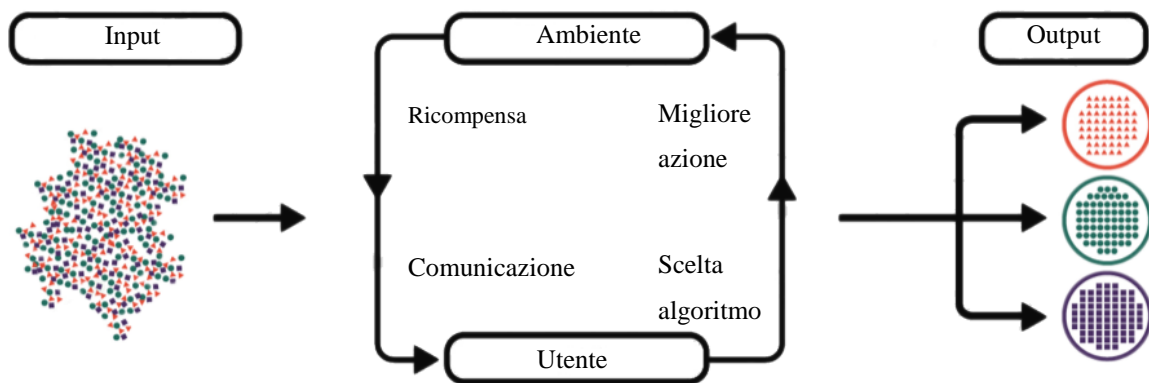 Input
Ambiente
Output
Ricompensa
Migliore
azione
Comunicazione
Scelta
algoritmo
Utente